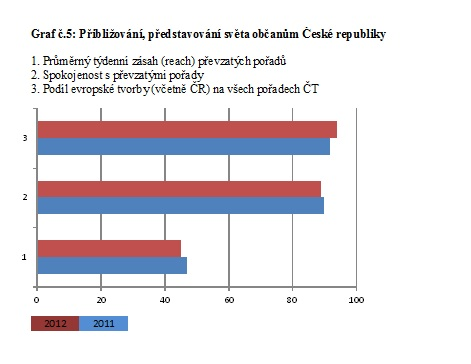 Graf č.5: Přibližování, představování světa občanům České republiky
1. Průměrný týdenni zásah (reach) převzatých pořadů
2. Spokojenost s převzatými pořady
3. Podíl evropské tvorby (včetně ČR) na všech pořadech ČT
3
2
1
0 20 40 60 80 100
2012 2011